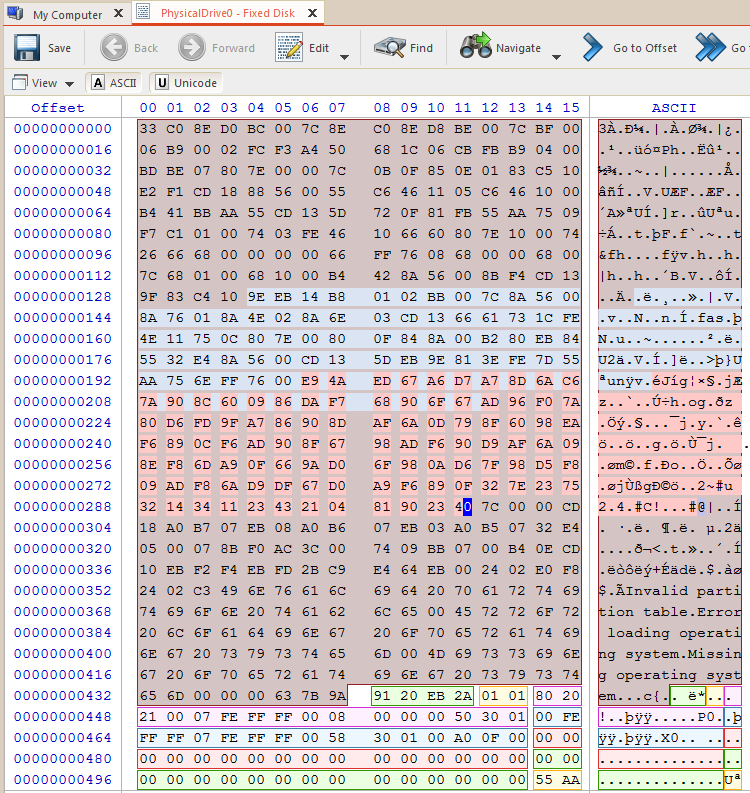 My Computer X PhysicalDrive0 - Fixed Disk X
Save Back Forward Edit Find Navigate Go to Offset Go
View A ASCII U Unicode
Offset 00 01 02 03 04 05 06 07 08 09 10 11 12 13 14 15 ASCII
00000000000 33 C0 8E D0 BC 00 7C 8E C0 8E D8 BE 00 7C BF 00 3À.Ð¼.|.À.Ø¾.|¿.
00000000016 06 B9 00 02 FC F3 A4 50 68 1C 06 CB FB B9 04 00 .¹..üó¤Ph..Ëû¹..
00000000032 BD BE 07 80 7E 00 00 7C 0B 0F 85 0E 01 83 C5 10 ½¾..~..|......Å.
00000000048 E2 F1 CD 18 88 56 00 55 C6 46 11 05 C6 46 10 00 âñÍ..V.UÆF..ÆF..
00000000064 B4 41 BB AA 55 CD 13 5D 72 0F 81 FB 55 AA 75 09 ´A»ªUÍ.]r..ûUªu.
00000000080 F7 C1 01 00 74 03 FE 46 10 66 60 80 7E 10 00 74 ÷Á..t.þF.f`.~..t
00000000096 26 66 68 00 00 00 00 66 FF 76 08 68 00 00 68 00 &fh....fÿv.h..h.
00000000112 7C 68 01 00 68 10 00 B4 42 8A 56 00 8B F4 CD 13 |h..h..´B.V..ôÍ.
00000000128 9F 83 C4 10 9E EB 14 B8 01 02 BB 00 7C 8A 56 00 ..Ä..ë.¸..».|.V.
00000000144 8A 76 01 8A 4E 02 8A 6E 03 CD 13 66 61 73 1C FE .v..N..n.Í.fas.þ
00000000160 4E 11 75 0C 80 7E 00 80 0F 84 8A 00 B2 80 EB 84 N.u..~......².ë.
00000000176 55 32 E4 8A 56 00 CD 13 5D EB 9E 81 3E FE 7D 55 U2ä.V.Í.]ë..>þ}U
00000000192 AA 75 6E FF 76 00 E9 4A ED 67 A6 D7 A7 8D 6A C6 ªunÿv.éJíg¦×§.jÆ
00000000208 7A 90 8C 60 09 86 DA F7 68 90 6F 67 AD 96 F0 7A z..`..Ú÷h.og.ðz
00000000224 80 D6 FD 9F A7 86 90 8D AF 6A 0D 79 8F 60 98 EA .Öý.§...¯j.y.`.ê
00000000240 F6 89 0C F6 AD 90 8F 67 98 AD F6 90 D9 AF 6A 09 ö..ö..g.ö.Ù¯j.
00000000256 8E F8 6D A9 0F 66 9A D0 6F 98 0A D6 7F 98 D5 F8 .øm©.f.Ðo..Ö..Õø
00000000272 09 AD F8 6A D9 DF 67 D0 A9 F6 89 0F 32 7E 23 75 .øjÙßgÐ©ö..2~#u
00000000288 32 14 34 11 23 43 21 04 81 90 23 40 7C 00 00 CD 2.4.#C!...#@|..Í
00000000304 18 A0 B7 07 EB 08 A0 B6 07 EB 03 A0 B5 07 32 E4 . ·.ë. ¶.ë. µ.2ä
00000000320 05 00 07 8B F0 AC 3C 00 74 09 BB 07 00 B4 0E CD ....ð¬<.t.»..´.Í
00000000336 10 EB F2 F4 EB FD 2B C9 E4 64 EB 00 24 02 E0 F8 .ëòôëý+Éädë.$.àø
00000000352 24 02 C3 49 6E 76 61 6C 69 64 20 70 61 72 74 69 $.ÃInvalid parti
00000000368 74 69 6F 6E 20 74 61 62 6C 65 00 45 72 72 6F 72 tion table.Error
00000000384 20 6C 6F 61 64 69 6E 67 20 6F 70 65 72 61 74 69 loading operati
00000000400 6E 67 20 73 79 73 74 65 6D 00 4D 69 73 73 69 6E ng system.Missin
00000000416 67 20 6F 70 65 72 61 74 69 6E 67 20 73 79 73 74 g operating syst
00000000432 65 6D 00 00 00 63 7B 9A 91 20 EB 2A 01 01 80 20 em...c{.. ë*...
00000000448 21 00 07 FE FF FF 00 08 00 00 00 50 30 01 00 FE !..þÿÿ.....P0..þ
00000000464 FF FF 07 FE FF FF 00 58 30 01 00 A0 0F 00 00 00 ÿÿ.þÿÿ.X0.. ....
00000000480 00 00 00 00 00 00 00 00 00 00 00 00 00 00 00 00 ................
00000000496 00 00 00 00 00 00 00 00 00 00 00 00 00 00 55 AA ..............Uª